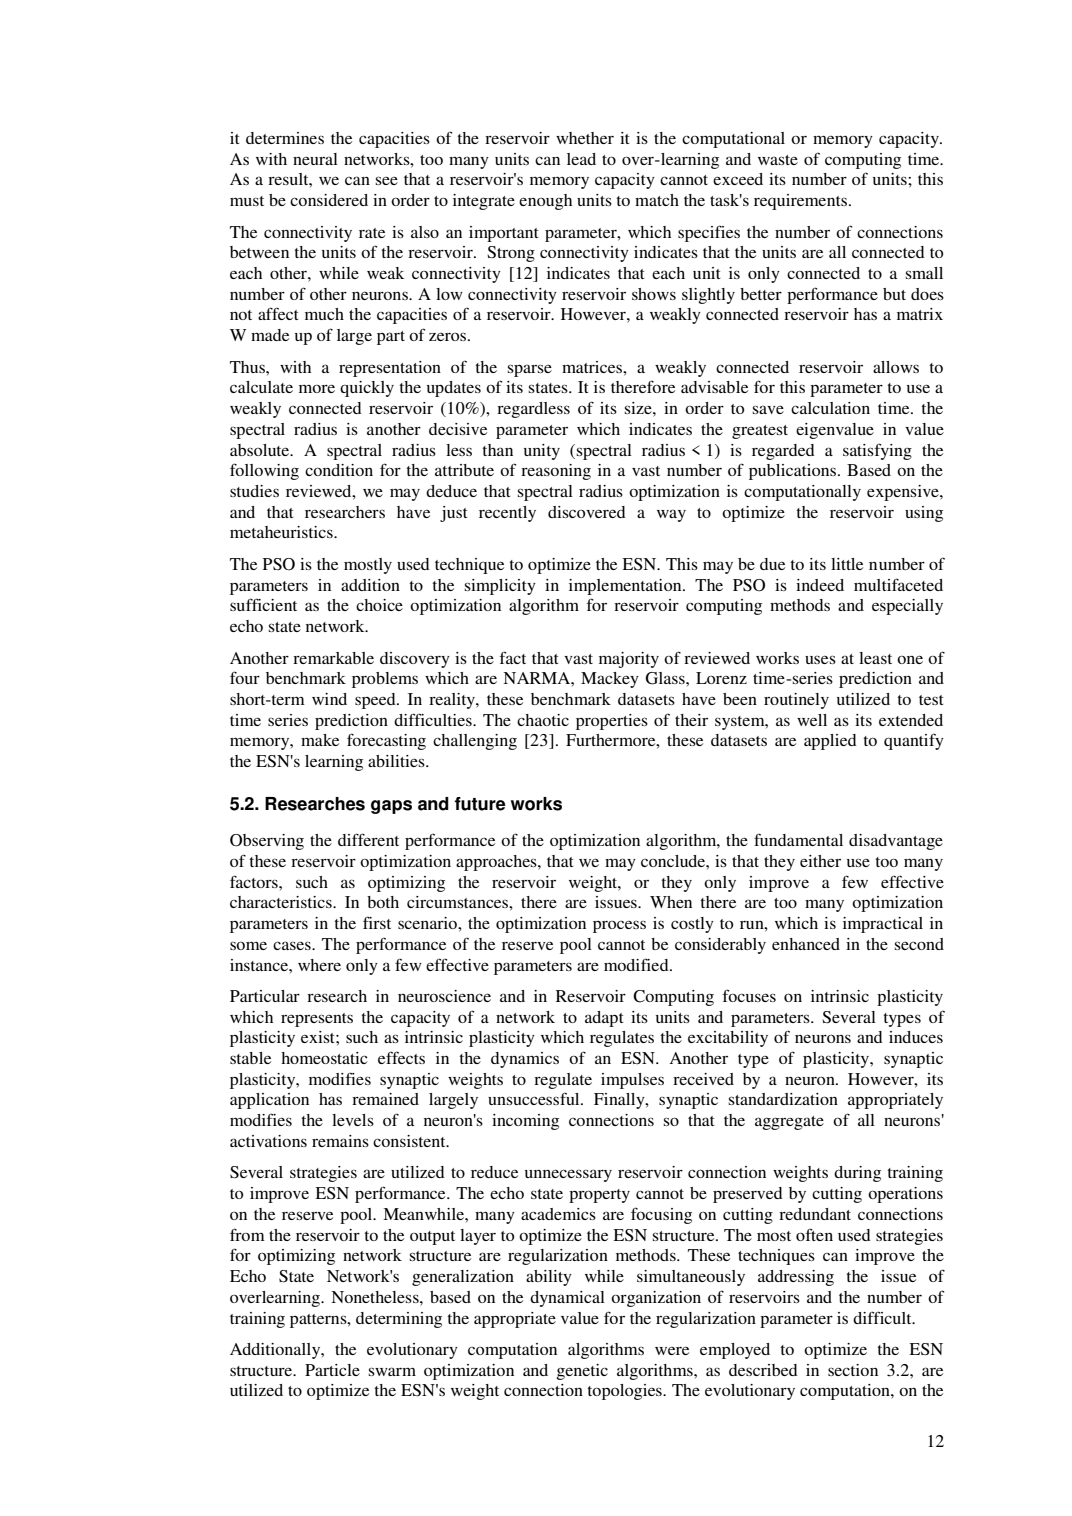 it determines the capacities of the reservoir whether it is the computational or memory capacity.
As with neural networks, too many units can lead to over-learning and waste of computing time.
As a result, we can see that a reservoir's memory capacity cannot exceed its number of units; this
must be considered in order to integrate enough units to match the task's requirements.
The connectivity rate is also an important parameter, which specifies the number of connections
between the units of the reservoir.  Strong connectivity indicates that the units are all connected to
each other, while weak connectivity [12] indicates that each unit is only connected to a small
number of other neurons. A low connectivity reservoir shows slightly better performance but does
not affect much the capacities of a reservoir. However, a weakly connected reservoir has a matrix
W made up of large part of zeros.
Thus, with a representation of the sparse matrices, a weakly connected reservoir allows to
calculate more quickly the updates of its states. It is therefore advisable for this parameter to use a
weakly connected reservoir (10%), regardless of its size, in order to save calculation time. the
spectral radius is another decisive parameter which indicates the greatest eigenvalue in value
absolute. A spectral radius less than unity (spectral radius < 1) is regarded a satisfying the
following condition for the attribute of reasoning in a vast number of publications. Based on the
studies reviewed, we may deduce that spectral radius optimization is computationally expensive,
and that researchers have just recently discovered a way to optimize the reservoir using
metaheuristics.
The PSO is the mostly used technique to optimize the ESN. This may be due to its little number of
parameters in addition to the simplicity in implementation. The PSO is indeed multifaceted
sufficient as the choice optimization algorithm for reservoir computing methods and especially
echo state network.
Another remarkable discovery is the fact that vast majority of reviewed works uses at least one of
four benchmark problems which are NARMA, Mackey Glass, Lorenz time-series prediction and
short-term wind speed. In reality, these benchmark datasets have been routinely utilized to test
time series prediction difficulties. The chaotic properties of their system, as well as its extended
memory, make forecasting challenging [23]. Furthermore, these datasets are applied to quantify
the ESN's learning abilities.
5.2. Researches gaps and future works
Observing the different performance of the optimization algorithm, the fundamental disadvantage
of these reservoir optimization approaches, that we may conclude, is that they either use too many
factors, such as optimizing the reservoir weight, or they only improve a few effective
characteristics. In both circumstances, there are issues. When there are too many optimization
parameters in the first scenario, the optimization process is costly to run, which is impractical in
some cases. The performance of the reserve pool cannot be considerably enhanced in the second
instance, where only a few effective parameters are modified.
Particular research in neuroscience and in Reservoir Computing focuses on intrinsic plasticity
which represents the capacity of a network to adapt its units and parameters. Several types of
plasticity exist; such as intrinsic plasticity which regulates the excitability of neurons and induces
stable homeostatic effects in the dynamics of an ESN. Another type of plasticity, synaptic
plasticity, modifies synaptic weights to regulate impulses received by a neuron. However, its
application has remained largely unsuccessful. Finally, synaptic standardization appropriately
modifies the levels of a neuron's incoming connections so that the aggregate of all neurons'
activations remains consistent.
Several strategies are utilized to reduce unnecessary reservoir connection weights during training
to improve ESN performance. The echo state property cannot be preserved by cutting operations
on the reserve pool. Meanwhile, many academics are focusing on cutting redundant connections
from the reservoir to the output layer to optimize the ESN structure. The most often used strategies
for optimizing network structure are regularization methods. These techniques can improve the
Echo State Network's generalization ability while simultaneously addressing the issue of
overlearning. Nonetheless, based on the dynamical organization of reservoirs and the number of
training patterns, determining the appropriate value for the regularization parameter is difficult.
Additionally, the evolutionary computation algorithms were employed to optimize the ESN
structure. Particle swarm optimization and genetic algorithms, as described in section 3.2, are
utilized to optimize the ESN's weight connection topologies. The evolutionary computation, on the
12